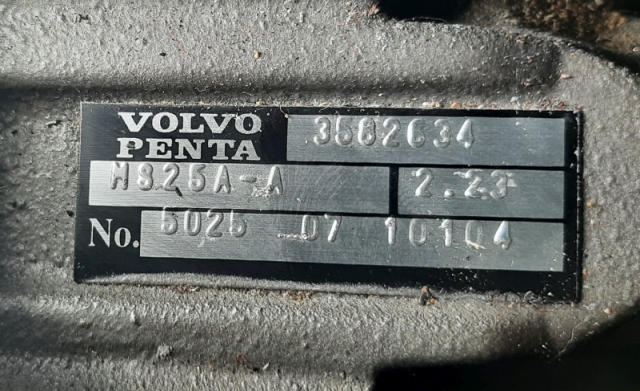 VOLVO PENTA 3582634
MS25A-A 2.23
No. 5025 07 10104